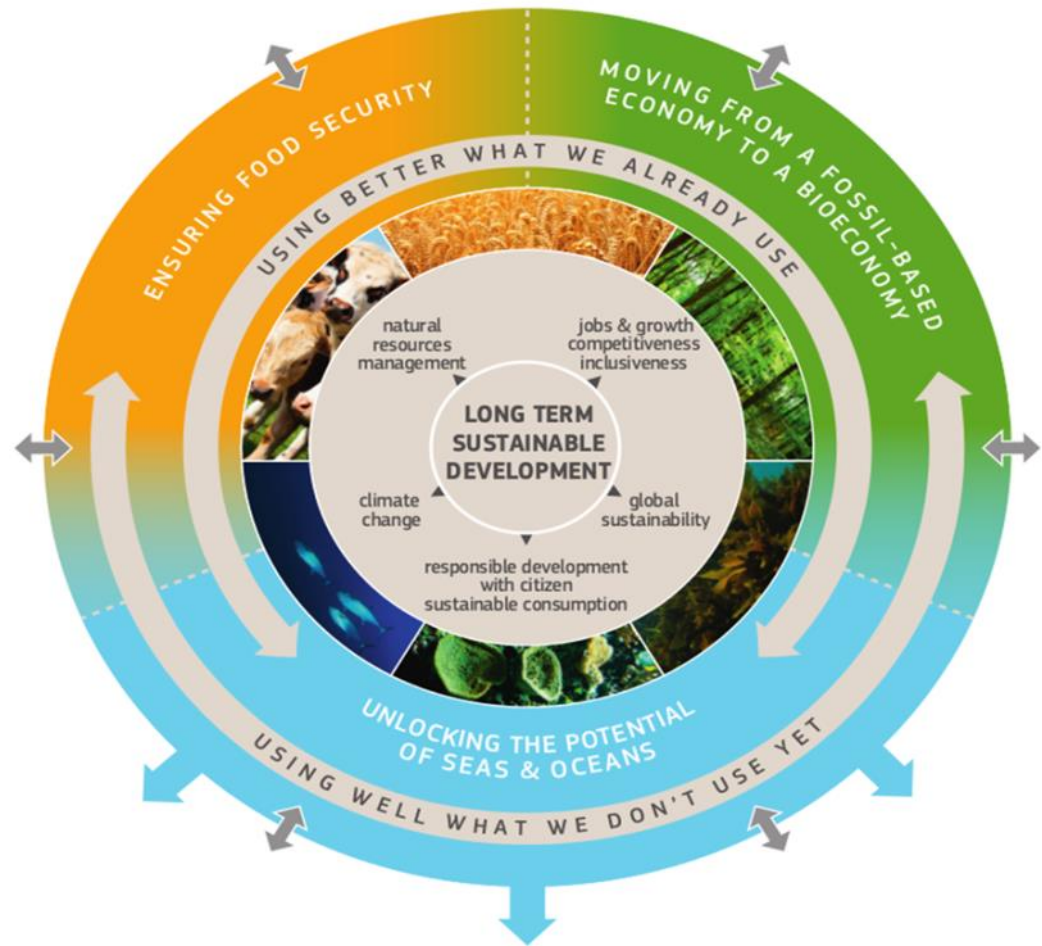 ENSURING FOOD SECURITY
MOVING FROM A FOSSIL-BASED
ECONOMY TO A BIOECONOMY
USING BETTER WHAT WE ALREADY USE
natural
resources
management
jobs & growth
competitiveness
inclusiveness
LONG TERM
SUSTAINABLE
DEVELOPMENT
climate
change
global
sustainability
responsible development
with citizen
sustainable consumption
UNLOCKING THE POTENTIAL
OF SEAS & OCEANS
USING WELL WHAT WE DON'T USE YET